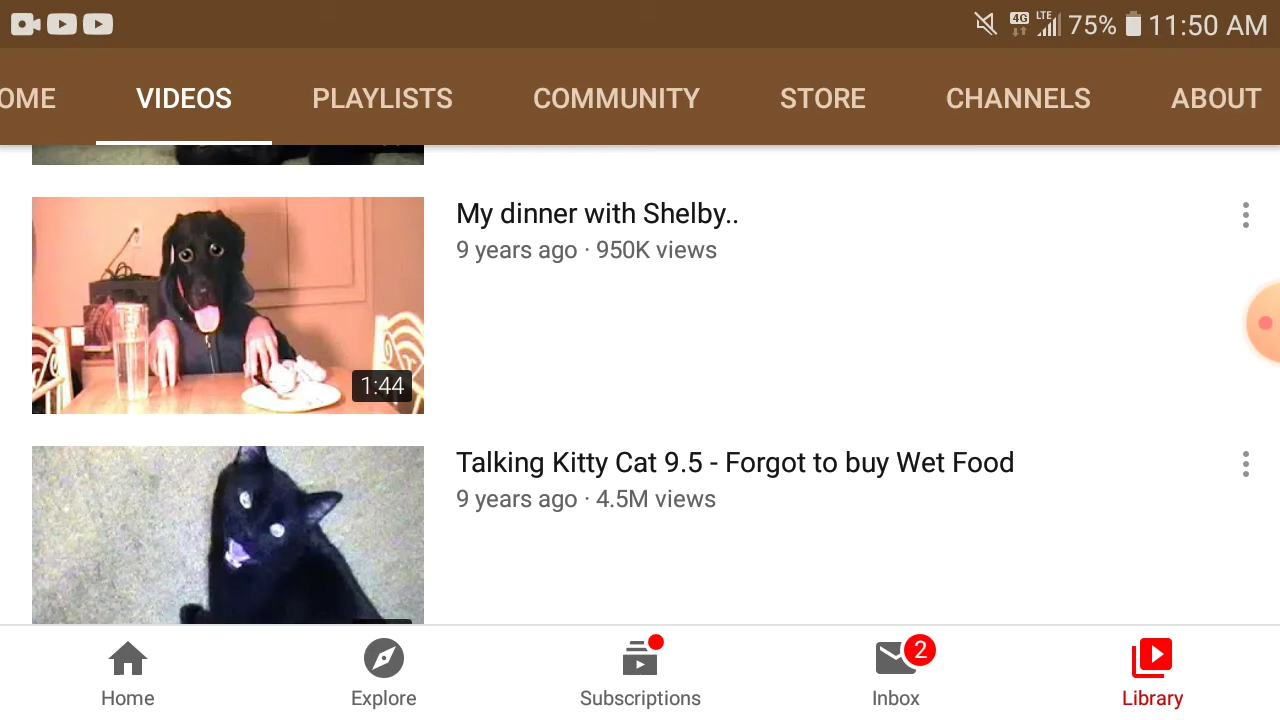 4G LTE 75% 11:50 AM
OME VIDEOS PLAYLISTS COMMUNITY STORE CHANNELS ABOUT
My dinner with Shelby..
9 years ago · 950K views
1:44
Talking Kitty Cat 9.5 - Forgot to buy Wet Food
9 years ago · 4.5M views
2
Home Explore Subscriptions Inbox Library